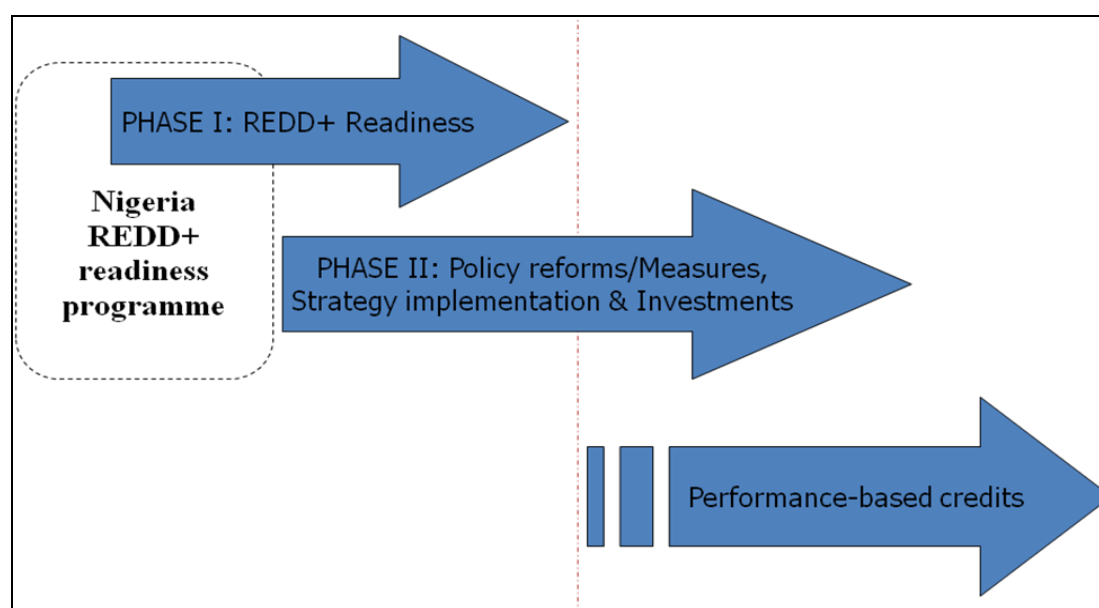 PHASE I: REDD+ Readiness
Nigeria
REDD+
readiness
programme
PHASE II: Policy reforms/Measures,
Strategy implementation & Investments
Performance-based credits